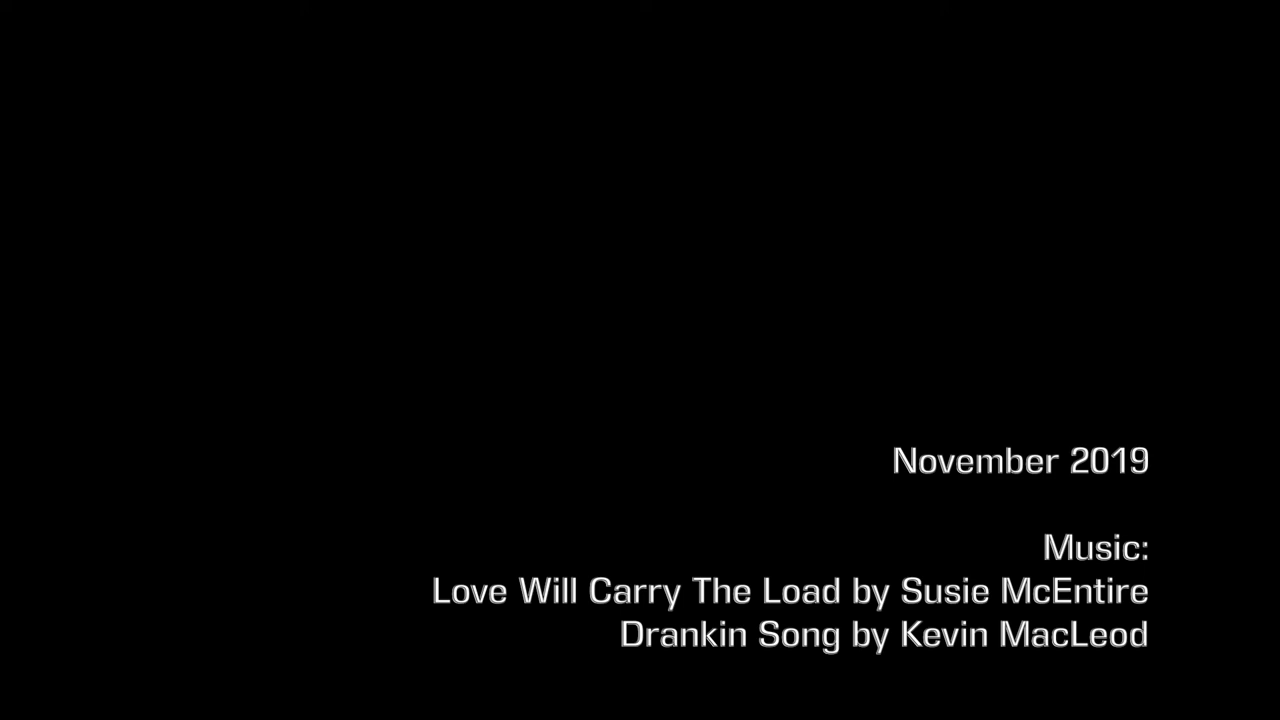 November 2019
Music:
Love Will Carry The Load by Susie McEntire
Drankin Song by Kevin MacLeod